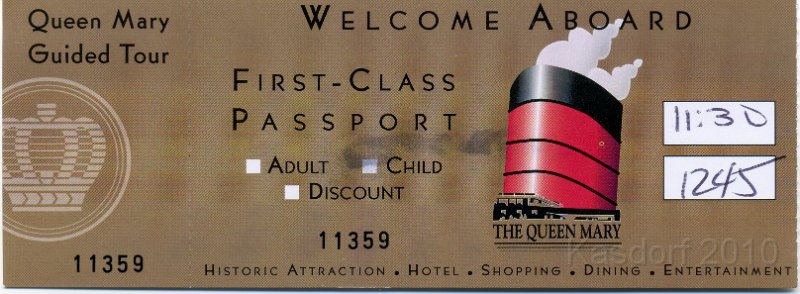 Queen Mary
Guided Tour
11359
WELCOME ABOARD
FIRST-CLASS
PASSPORT
ADULT CHILD
DISCOUNT
11359
THE QUEEN MARY
11:30
1245
HISTORIC ATTRACTION . HOTEL . SHOPPING . DINING . ENTERTAINMENT
Kasdorf 2010